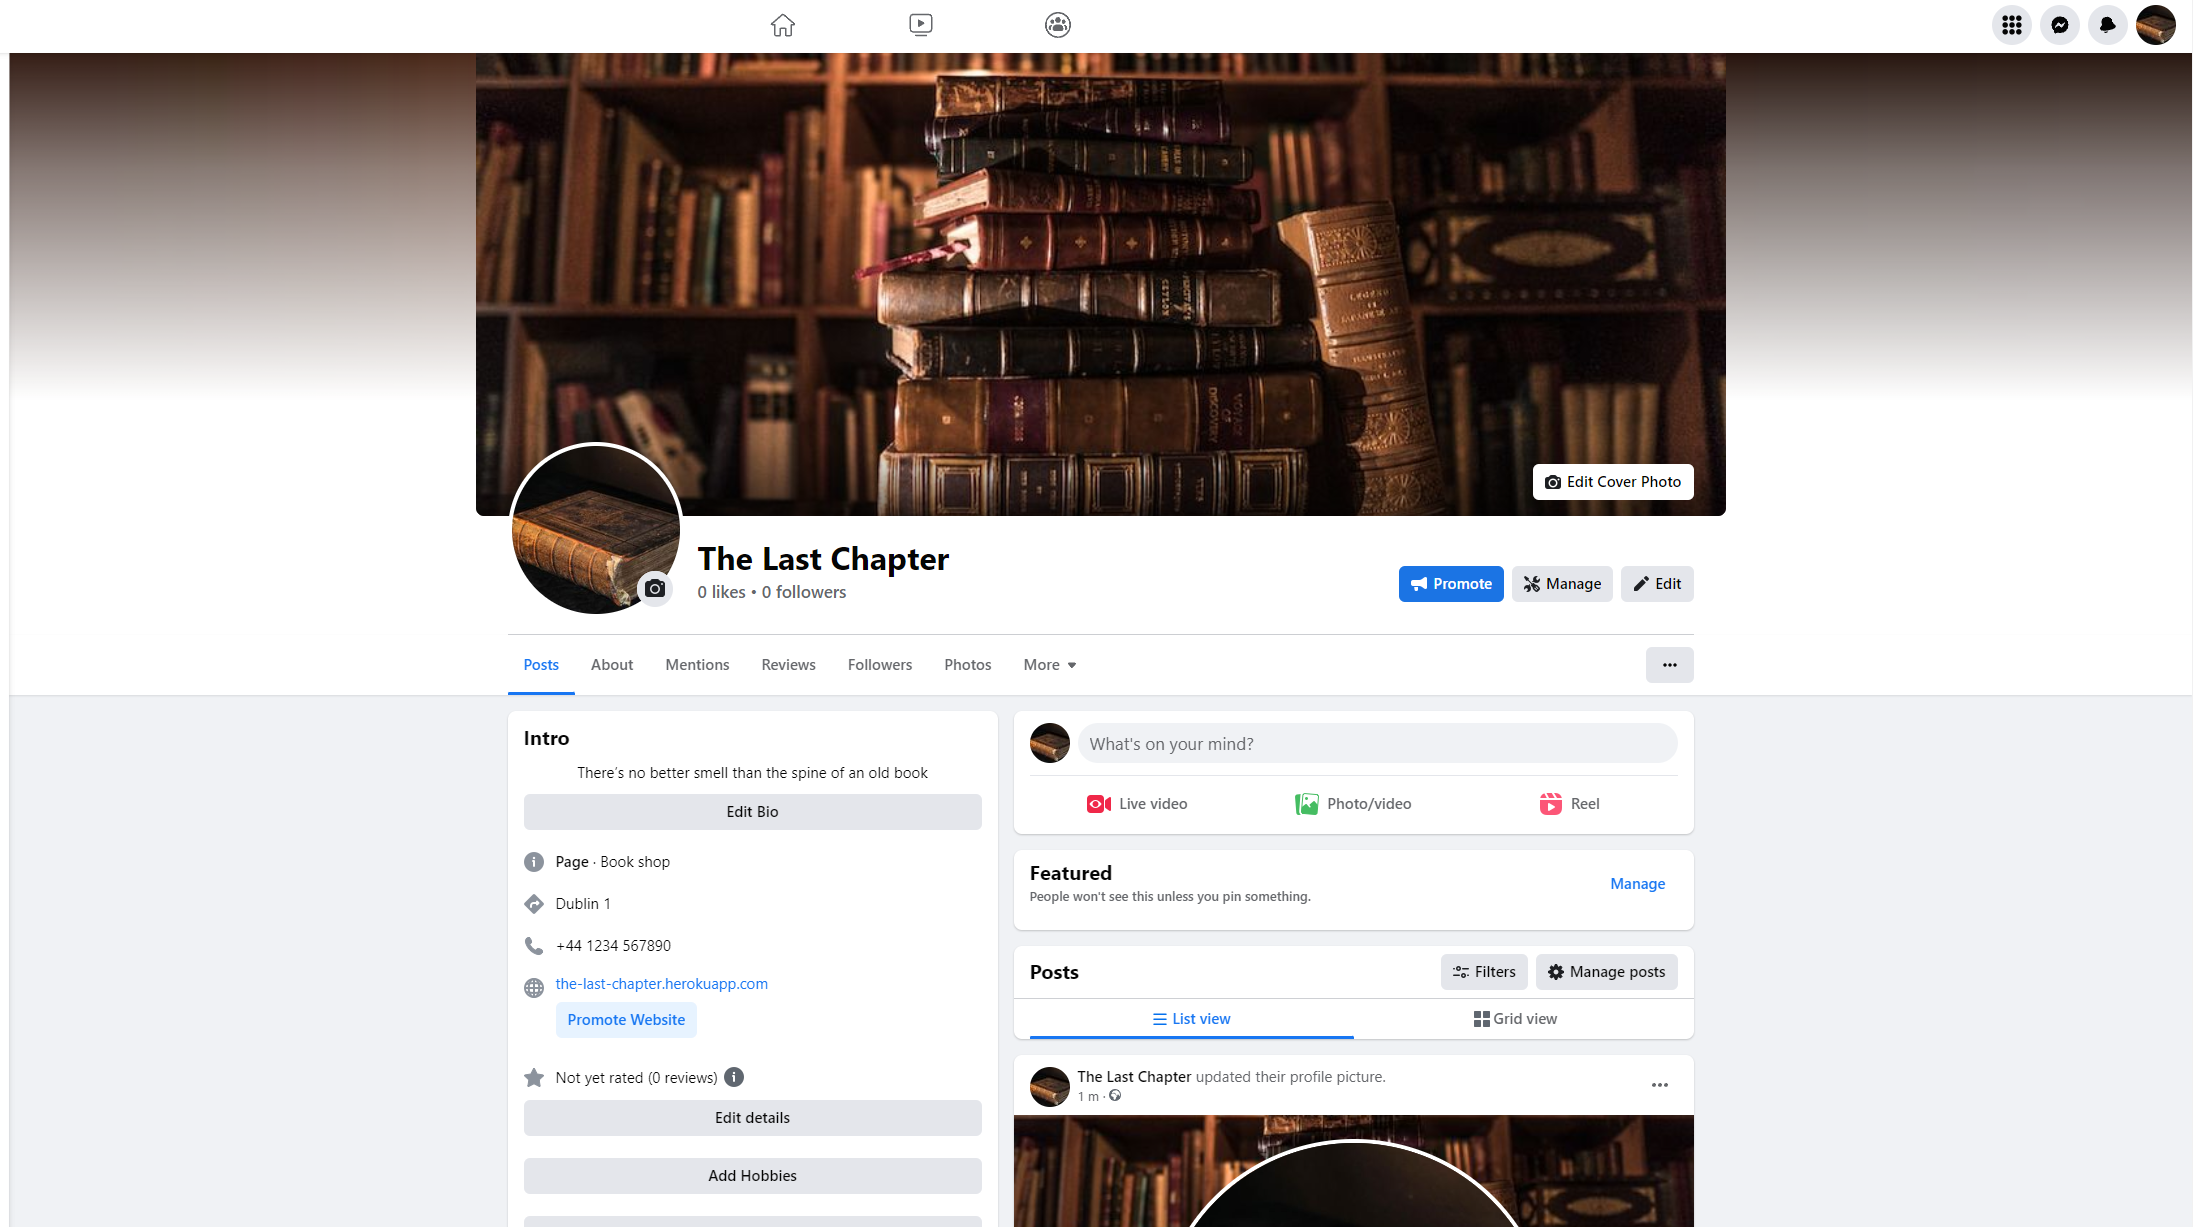 Edit Cover Photo
The Last Chapter
0 likes • 0 followers
Promote
Manage
Edit
Posts
About
Mentions
Reviews
Followers
Photos
More
Intro
There's no better smell than the spine of an old book
Edit Bio
Page · Book shop
Dublin 1
+44 1234 567890
the-last-chapter.herokuapp.com
Promote Website
Not yet rated (0 reviews)
Edit details
Add Hobbies
What's on your mind?
Live video
Photo/video
Reel
Featured
People won't see this unless you pin something.
Manage
Posts
Filters
Manage posts
List view
Grid view
The Last Chapter updated their profile picture.
1 m ·